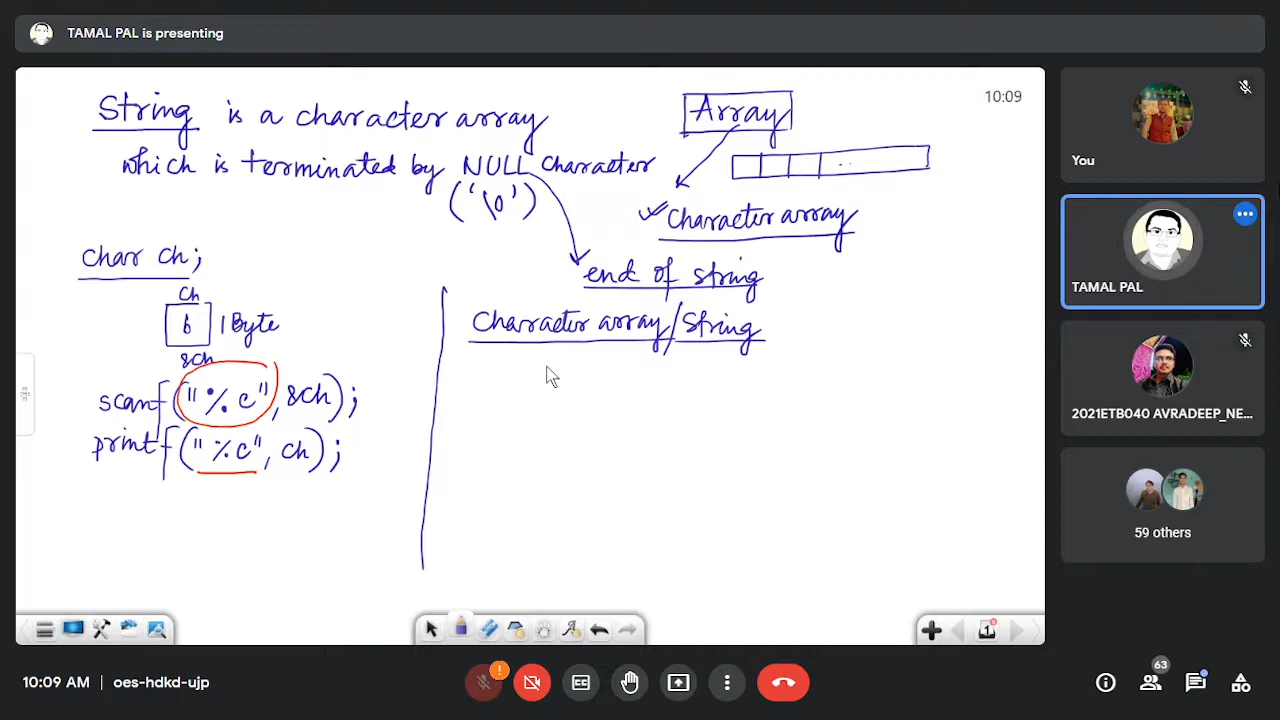 TAMAL PAL is presenting
10:09
String is a character array
which is terminated by NULL character
('\0')
Array
character array
end of string
char ch;
ch
b 1 Byte
&ch
scanf("%c", &ch);
printf("%c", ch);
Character array/String
You
TAMAL PAL
2021ETB040 AVRADEEP_NE...
59 others
1
10:09 AM | oes-hdkd-ujp
63